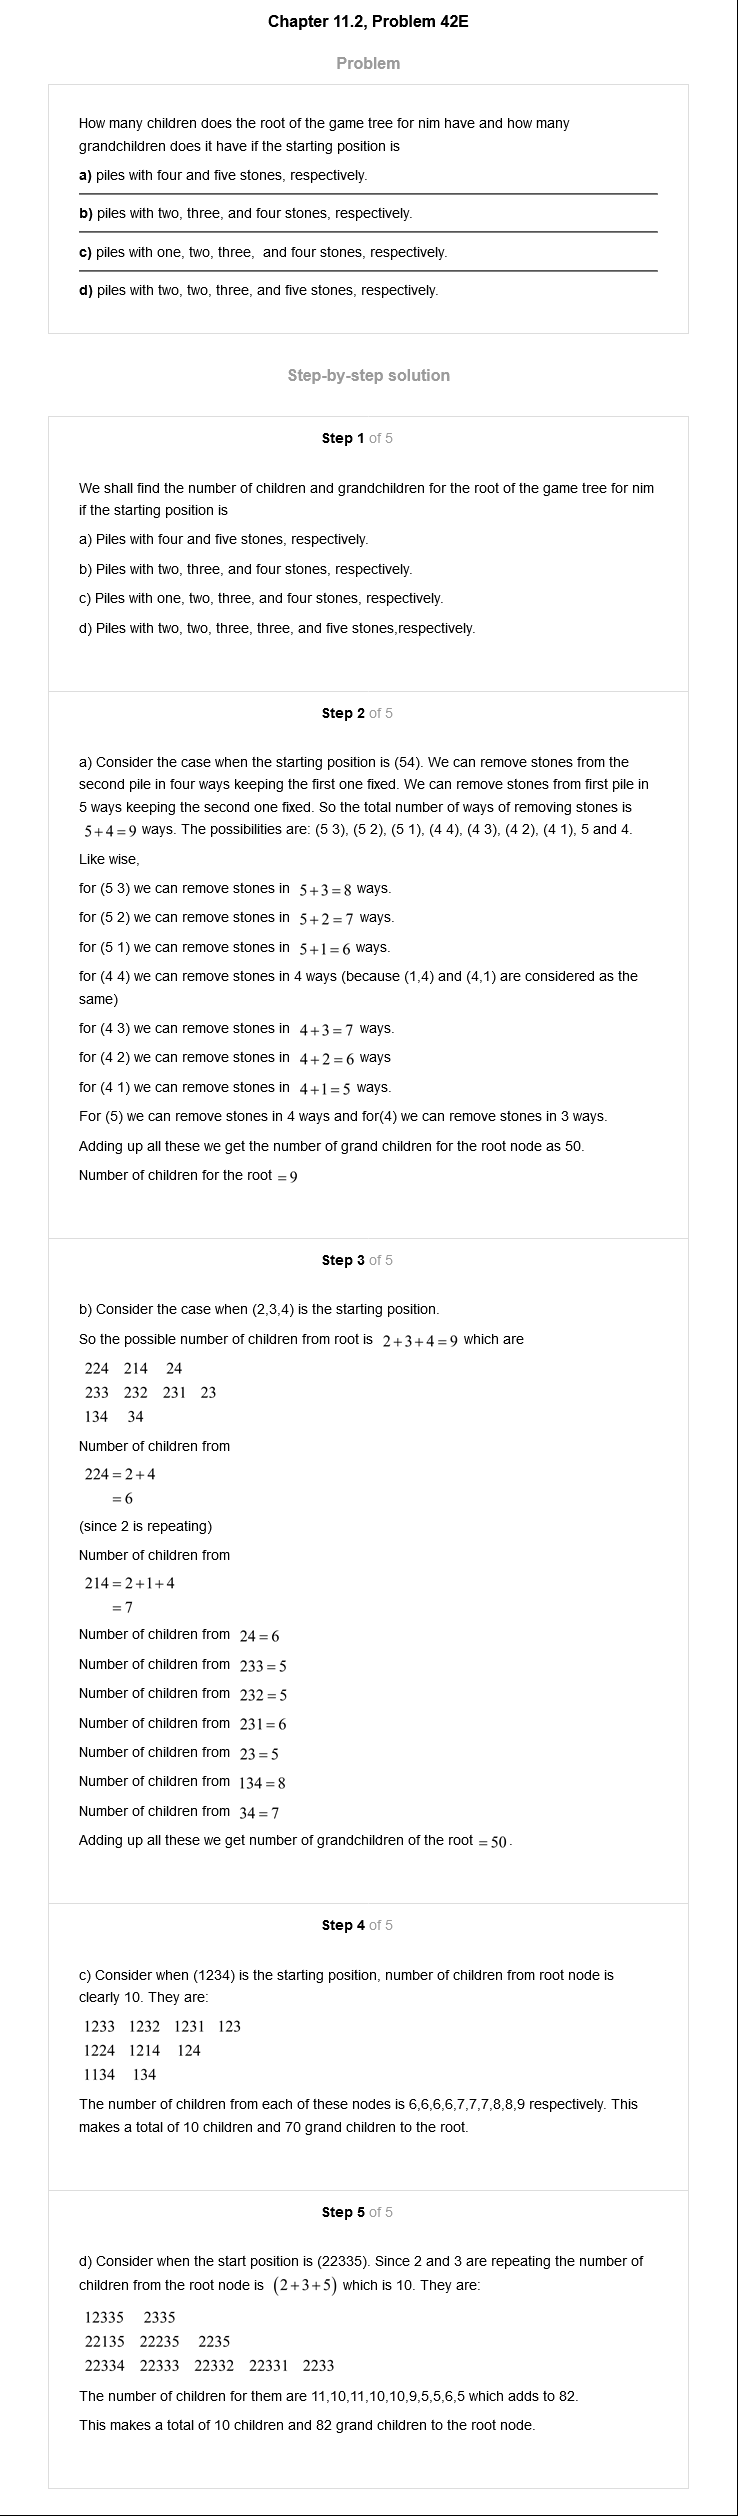 Chapter 11.2, Problem 42E
Problem
How many children does the root of the game tree for nim have and how many
grandchildren does it have if the starting position is
a) piles with four and five stones, respectively.
b) piles with two, three, and four stones, respectively.
c) piles with one, two, three, and four stones, respectively.
d) piles with two, two, three, and five stones, respectively.
Step-by-step solution
Step 1 of 5
We shall find the number of children and grandchildren for the root of the game tree for nim
if the starting position is
a) Piles with four and five stones, respectively.
b) Piles with two, three, and four stones, respectively.
c) Piles with one, two, three, and four stones, respectively.
d) Piles with two, two, three, three, and five stones,respectively.
Step 2 of 5
a) Consider the case when the starting position is (54). We can remove stones from the
second pile in four ways keeping the first one fixed. We can remove stones from first pile in
5 ways keeping the second one fixed. So the total number of ways of removing stones is
5+4=9 ways. The possibilities are: (5 3), (5 2), (5 1), (4 4), (4 3), (4 2), (4 1), 5 and 4.
Like wise,
for (5 3) we can remove stones in 5+3=8 ways.
for (5 2) we can remove stones in 5+2=7 ways.
for (5 1) we can remove stones in 5+1=6 ways.
for (4 4) we can remove stones in 4 ways (because (1,4) and (4,1) are considered as the
same)
for (4 3) we can remove stones in 4+3=7 ways.
for (4 2) we can remove stones in 4+2=6 ways
for (4 1) we can remove stones in 4+1=5 ways.
For (5) we can remove stones in 4 ways and for(4) we can remove stones in 3 ways.
Adding up all these we get the number of grand children for the root node as 50.
Number of children for the root =9
Step 3 of 5
b) Consider the case when (2,3,4) is the starting position.
So the possible number of children from root is 2+3+4=9 which are
224 214 24
233 232 231 23
134 34
Number of children from
224=2+4
=6
(since 2 is repeating)
Number of children from
214=2+1+4
=7
Number of children from 24=6
Number of children from 233=5
Number of children from 232=5
Number of children from 231=6
Number of children from 23=5
Number of children from 134=8
Number of children from 34=7
Adding up all these we get number of grandchildren of the root =50.
Step 4 of 5
c) Consider when (1234) is the starting position, number of children from root node is
clearly 10. They are:
1233 1232 1231 123
1224 1214 124
1134 134
The number of children from each of these nodes is 6,6,6,6,7,7,7,8,8,9 respectively. This
makes a total of 10 children and 70 grand children to the root.
Step 5 of 5
d) Consider when the start position is (22335). Since 2 and 3 are repeating the number of
children from the root node is (2+3+5) which is 10. They are:
12335 2335
22135 22235 2235
22334 22333 22332 22331 2233
The number of children for them are 11,10,11,10,10,9,5,5,6,5 which adds to 82.
This makes a total of 10 children and 82 grand children to the root node.